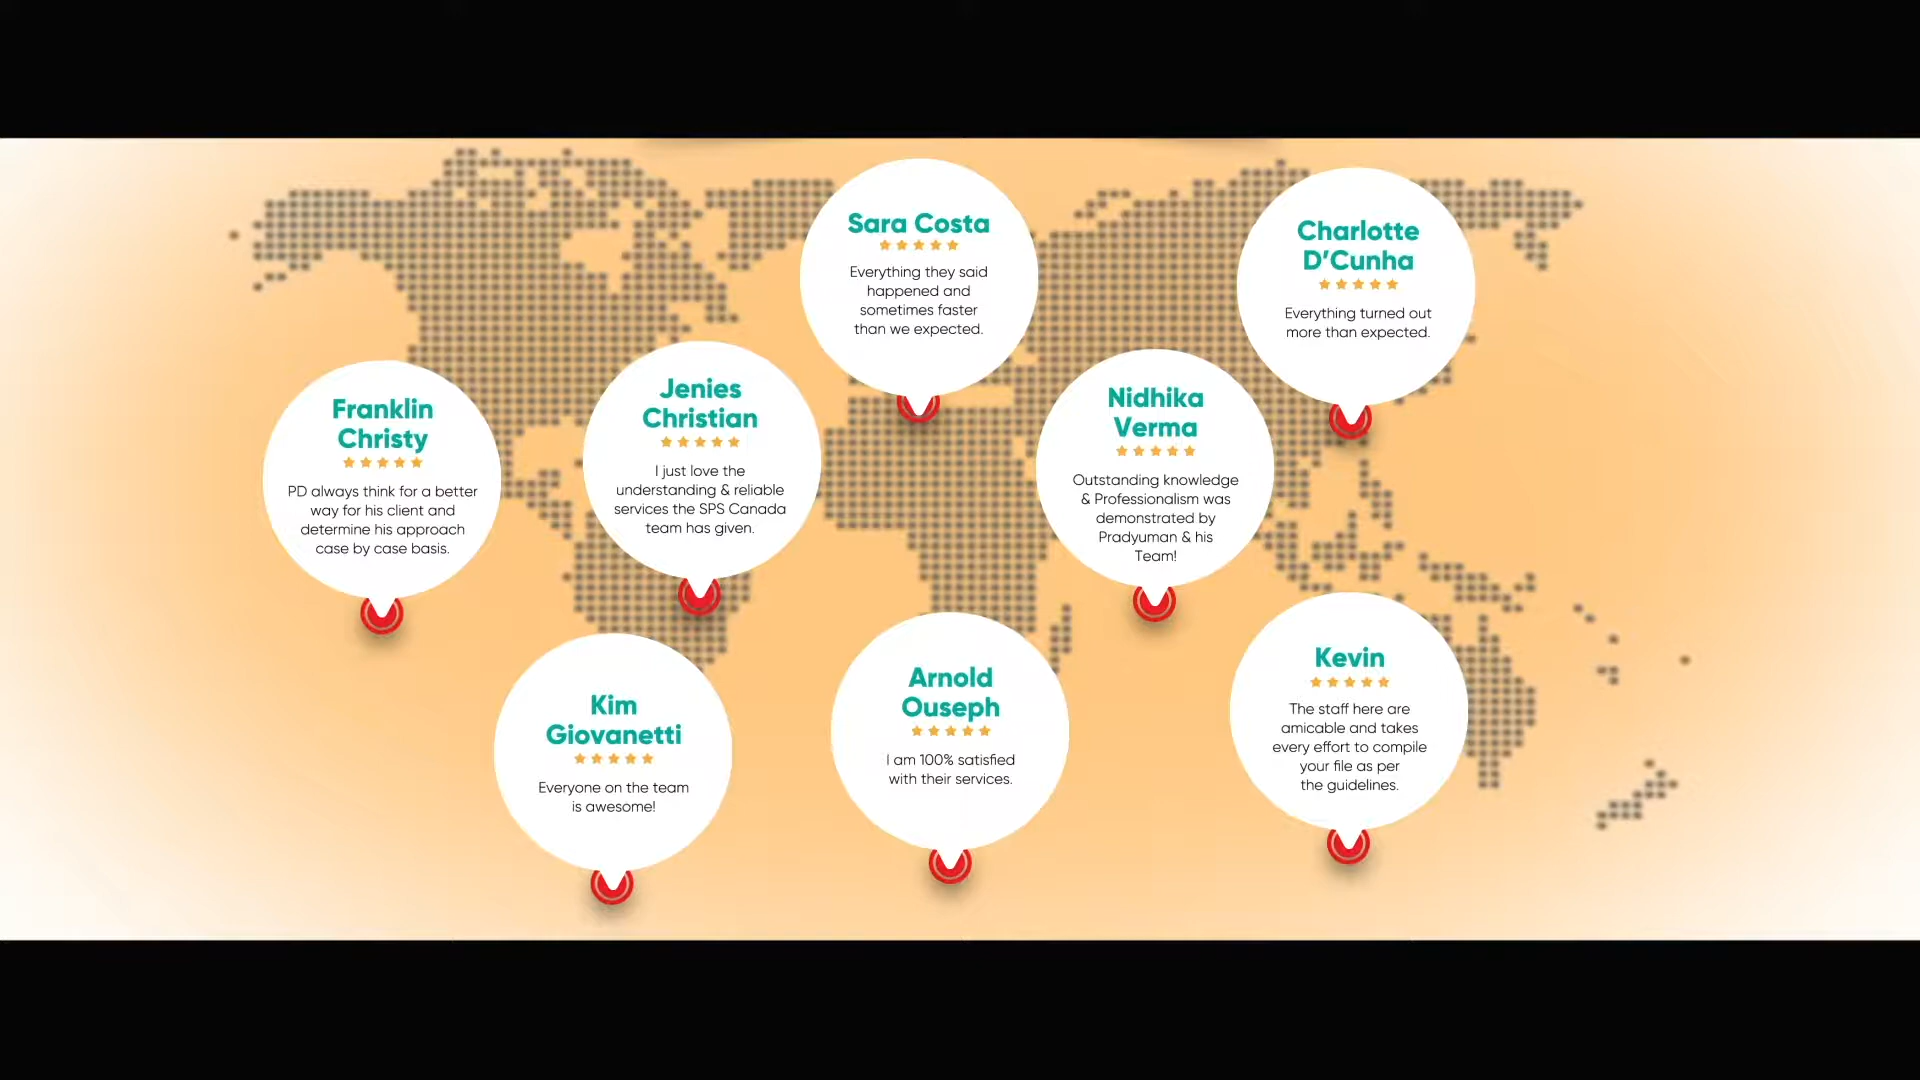 Sara Costa
Everything they said
happened and
sometimes faster
than we expected.
Charlotte
D’Cunha
Everything turned out
more than expected.
Franklin
Christy
PD always think for a better
way for his client and
determine his approach
case by case basis.
Jenies
Christian
I just love the
understanding & reliable
services the SPS Canada
team has given.
Nidhika
Verma
Outstanding knowledge
& Professionalism was
demonstrated by
Pradyuman & his
Team!
Kim
Giovanetti
Everyone on the team
is awesome!
Arnold
Ouseph
I am 100% satisfied
with their services.
Kevin
The staff here are
amicable and takes
every effort to compile
your file as per
the guidelines.